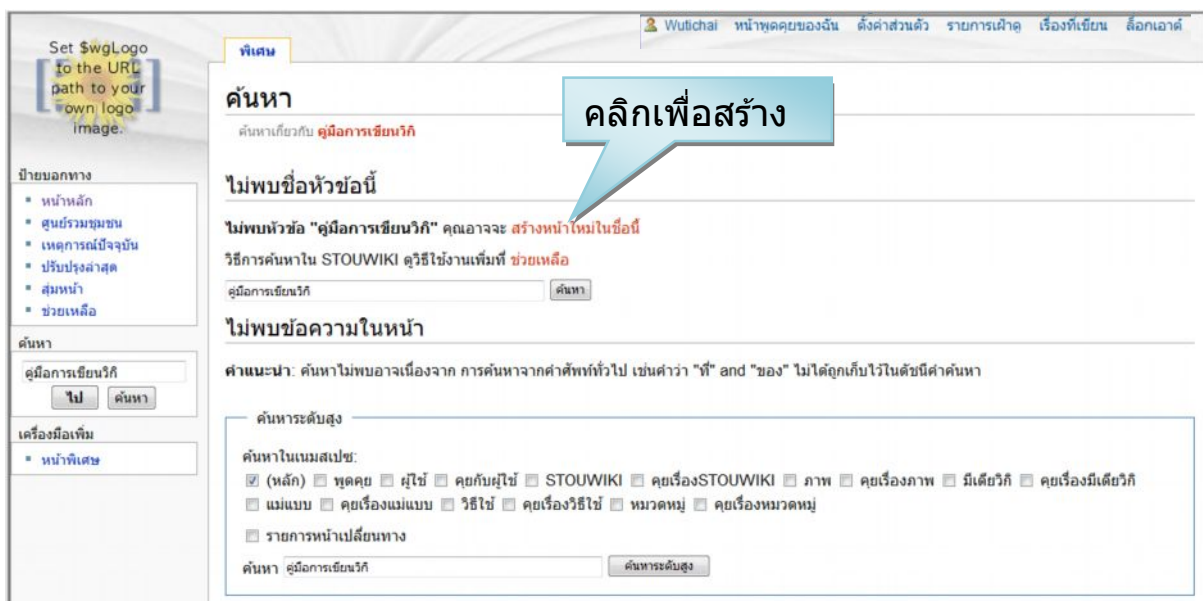 Wutichai หน้าพูดคุยของฉัน ตั้งค่าส่วนตัว รายการเฝ้าดู เรื่องที่เขียน ล็อกเอาต์
Set $wgLogo
to the URL
path to your
own logo
image.
ป้ายบอกทาง
หน้าหลัก
ศูนย์รวมชุมชน
เหตุการณ์ปัจจุบัน
ปรับปรุงล่าสุด
สุ่มหน้า
ช่วยเหลือ
ค้นหา
คู่มือการเขียนวิกิ
ไป ค้นหา
เครื่องมือเพิ่ม
หน้าพิเศษ
พิเศษ
ค้นหา
คลิกเพื่อสร้าง
ค้นหาเกี่ยวกับ คู่มือการเขียนวิกิ
ไม่พบชื่อหัวข้อนี้
ไม่พบหัวข้อ "คู่มือการเขียนวิกิ" คุณอาจจะ สร้างหน้าใหม่ในชื่อนี้
วิธีการค้นหาใน STOUWIKI ดูวิธีใช้งานเพิ่มที่ ช่วยเหลือ
คู่มือการเขียนวิกิ ค้นหา
ไม่พบข้อความในหน้า
คำแนะนำ: ค้นหาไม่พบอาจเนื่องจาก การค้นหาจากคำศัพท์ทั่วไป เช่นคำว่า "ที่" and "ของ" ไม่ได้ถูกเก็บไว้ในดัชนีคำค้นหา
ค้นหาระดับสูง
ค้นหาในเนมสเปซ:
(หลัก) พูดคุย ผู้ใช้ คุยกับผู้ใช้ STOUWIKI คุยเรื่องSTOUWIKI ภาพ คุยเรื่องภาพ มีเดียวิกิ คุยเรื่องมีเดียวิกิ
แม่แบบ คุยเรื่องแม่แบบ วิธีใช้ คุยเรื่องวิธีใช้ หมวดหมู่ คุยเรื่องหมวดหมู่
รายการหน้าเปลี่ยนทาง
ค้นหา คู่มือการเขียนวิกิ ค้นหาระดับสูง